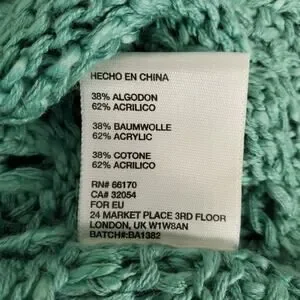 HECHO EN CHINA
38% ALGODON
62% ACRILICO
38% BAUMWOLLE
62% ACRYLIC
38% COTONE
62% ACRILICO
RN# 66170
CA# 32054
FOR EU
24 MARKET PLACE 3RD FLOOR
LONDON, UK W1W8AN
BATCH#:BA1382